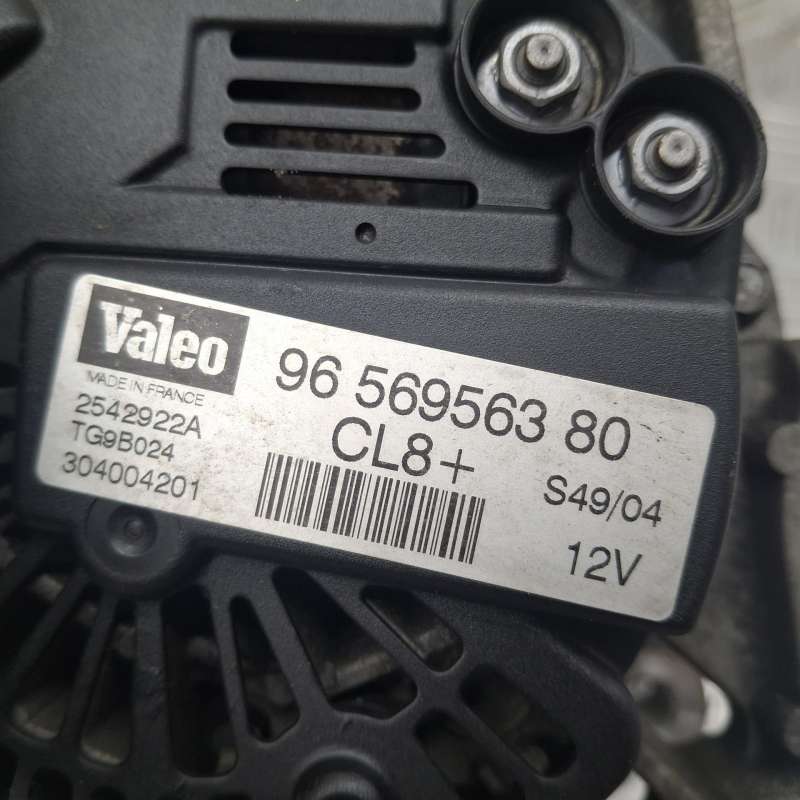 Valeo
MADE IN FRANCE
2542922A
TG9B024
304004201
96 569563 80
CL8+
S49/04
12V